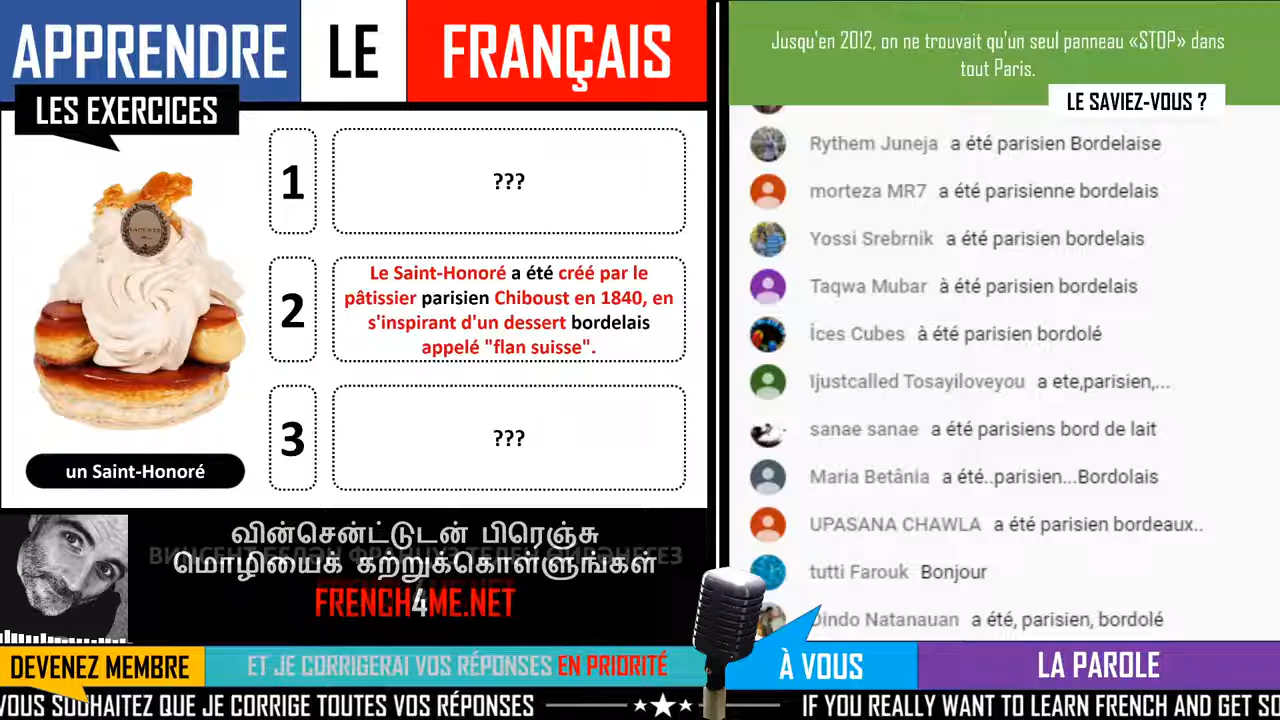 APPRENDRE LE FRANÇAIS
LES EXERCICES
1
???
2
Le Saint-Honoré a été créé par le
pâtissier parisien Chiboust en 1840, en
s'inspirant d'un dessert bordelais
appelé "flan suisse".
3
???
un Saint-Honoré
Jusqu'en 2012, on ne trouvait qu'un seul panneau «STOP» dans
tout Paris.
LE SAVIEZ-VOUS ?
Rythem Juneja a été parisien Bordelaise
morteza MR7 a été parisienne bordelais
Yossi Srebrnik a été parisien bordelais
Taqwa Mubar à été parisien bordelais
İces Cubes à été parisien bordolé
Ijustcalled Tosayiloveyou a ete,parisien,...
sanae sanae a été parisiens bord de lait
Maria Betânia a été..parisien...Bordolais
UPASANA CHAWLA a été parisien bordeaux..
tutti Farouk Bonjour
Dindo Natanauan a été, parisien, bordolé
வின்சென்ட்டுடன் பிரெஞ்சு
மொழியைக் கற்றுக்கொள்ளுங்கள்
FRENCH4ME.NET
DEVENEZ MEMBRE
ET JE CORRIGERAI VOS RÉPONSES EN PRIORITÉ
À VOUS
LA PAROLE
VOUS SOUHAITEZ QUE JE CORRIGE TOUTES VOS RÉPONSES
IF YOU REALLY WANT TO LEARN FRENCH AND GET SO